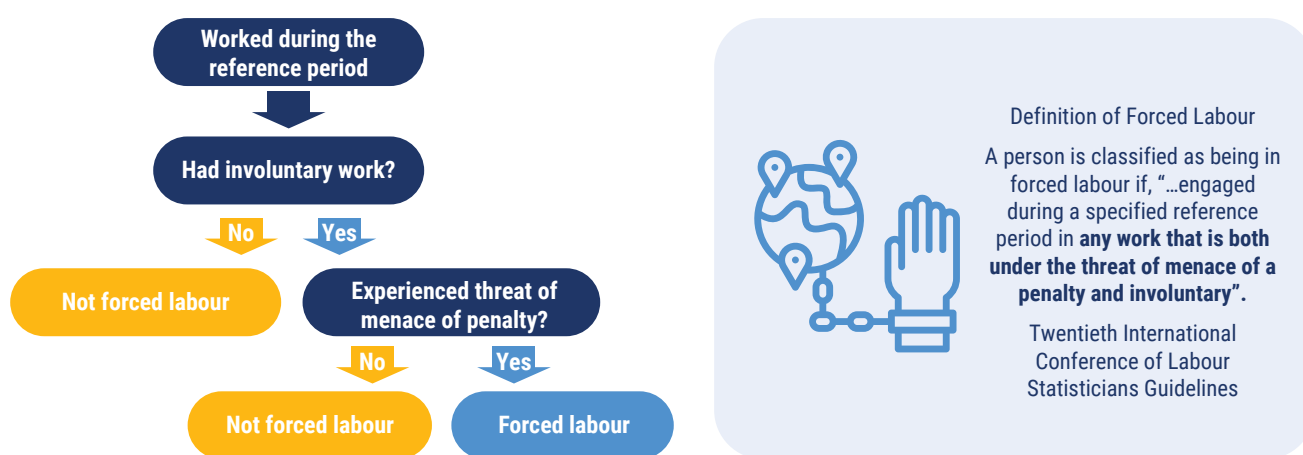 Worked during the
reference period
Had involuntary work?
No
Yes
Not forced labour
Experienced threat of
menace of penalty?
No
Yes
Not forced labour
Forced labour
Definition of Forced Labour
A person is classified as being in
forced labour if, “...engaged
during a specified reference
period in any work that is both
under the threat of menace of a
penalty and involuntary”.
Twentieth International
Conference of Labour
Statisticians Guidelines